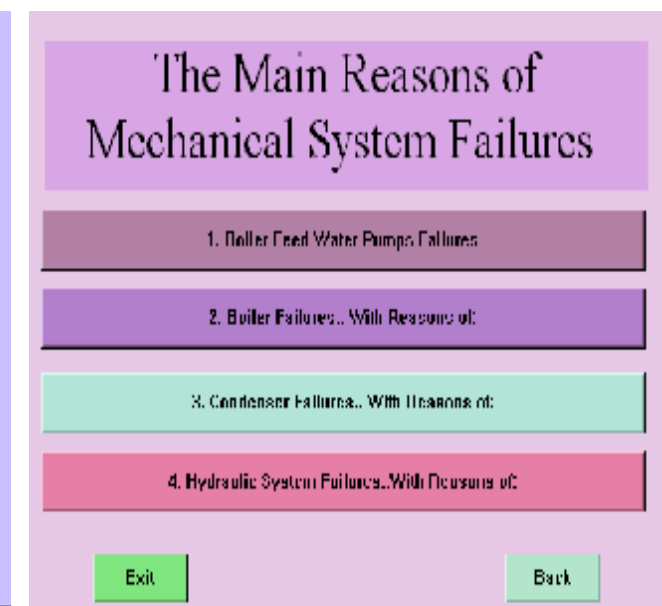 The Main Reasons of
Mechanical System Failures
1. Boiler Feed Water Pumps Failures
2. Boiler Failures.. With Reasons of:
3. Condenser Failures.. With Reasons of:
4. Hydraulic System Failures..With Reasons of:
Exit
Back